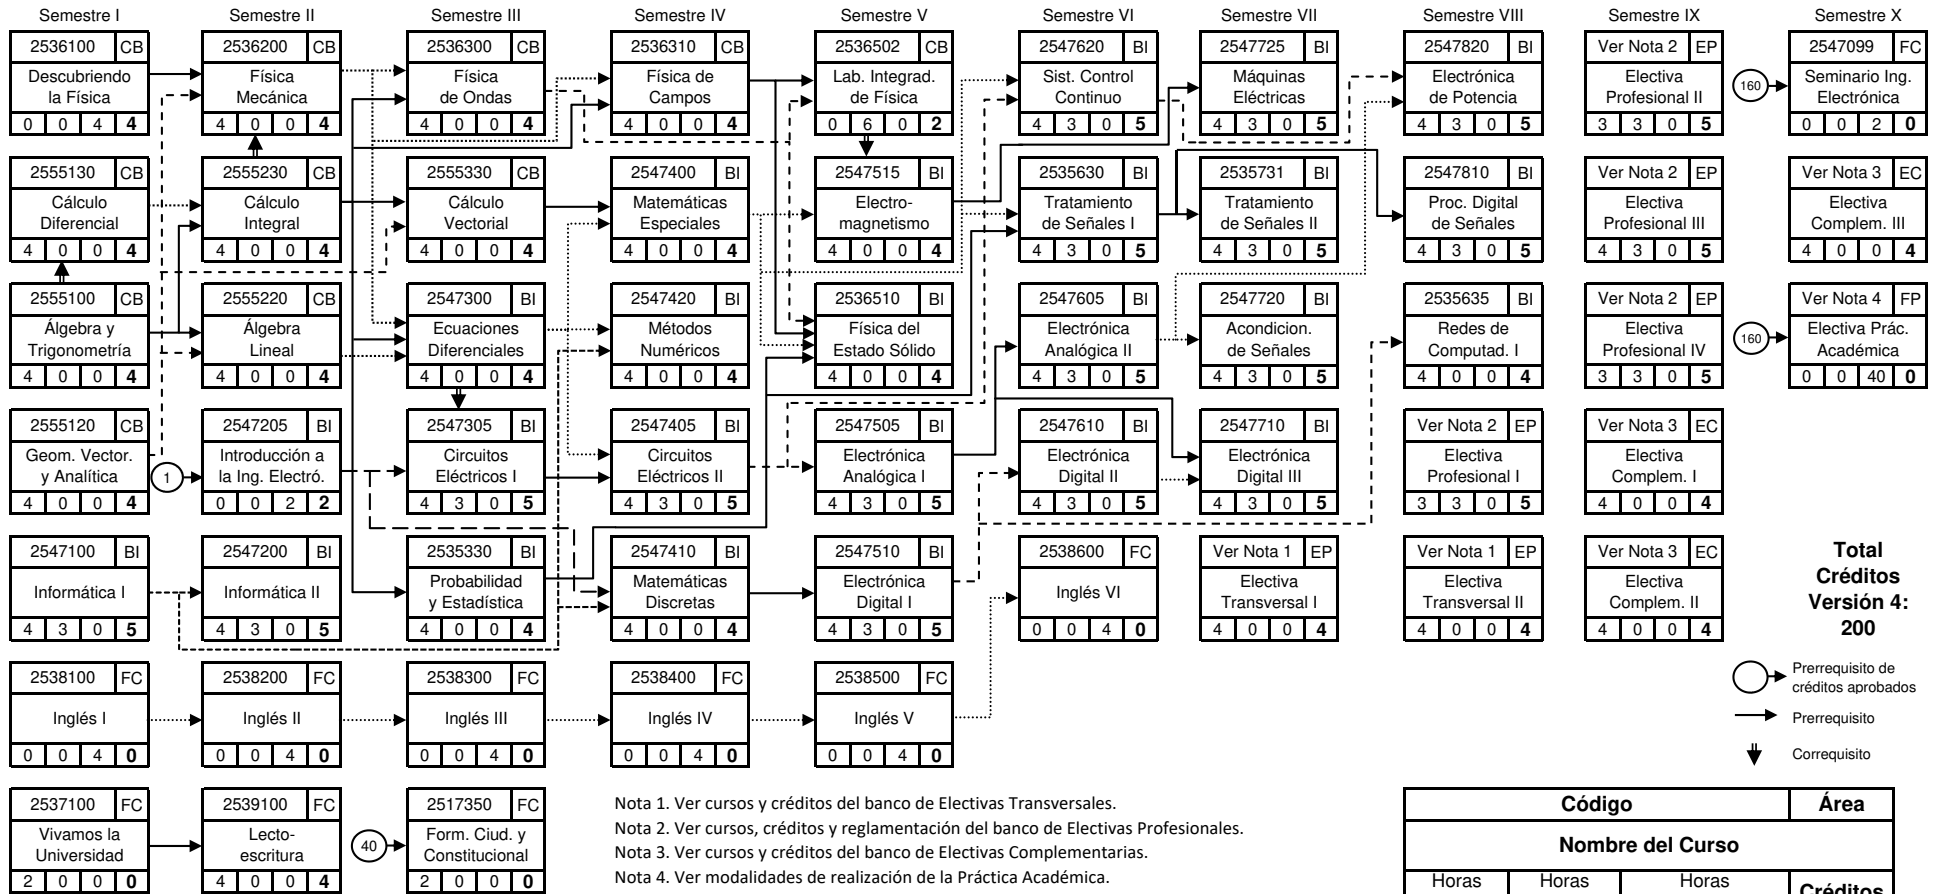 Semestre I
Semestre II
Semestre III
Semestre IV
Semestre V
Semestre VI
Semestre VII
Semestre VIII
Semestre IX
Semestre X
2536100 CB
Descubriendo
la Física
0 0 4 4
2536200 CB
Física
Mecánica
4 0 0 4
2536300 CB
Física
de Ondas
4 0 0 4
2536310 CB
Física de
Campos
4 0 0 4
2536502 CB
Lab. Integrad.
de Física
0 6 0 2
2547620 BI
Sist. Control
Continuo
4 3 0 5
2547725 BI
Máquinas
Eléctricas
4 3 0 5
2547820 BI
Electrónica
de Potencia
4 3 0 5
Ver Nota 2 EP
Electiva
Profesional II
3 3 0 5
160
2547099 FC
Seminario Ing.
Electrónica
0 0 2 0
2555130 CB
Cálculo
Diferencial
4 0 0 4
2555230 CB
Cálculo
Integral
4 0 0 4
2555330 CB
Cálculo
Vectorial
4 0 0 4
2547400 BI
Matemáticas
Especiales
4 0 0 4
2547515 BI
Electro-
magnetismo
4 0 0 4
2535630 BI
Tratamiento
de Señales I
4 3 0 5
2535731 BI
Tratamiento
de Señales II
4 3 0 5
2547810 BI
Proc. Digital
de Señales
4 3 0 5
Ver Nota 2 EP
Electiva
Profesional III
4 3 0 5
Ver Nota 3 EC
Electiva
Complem. III
4 0 0 4
2555100 CB
Álgebra y
Trigonometría
4 0 0 4
2555220 CB
Álgebra
Lineal
4 0 0 4
2547300 BI
Ecuaciones
Diferenciales
4 0 0 4
2547420 BI
Métodos
Numéricos
4 0 0 4
2536510 BI
Física del
Estado Sólido
4 0 0 4
2547605 BI
Electrónica
Analógica II
4 3 0 5
2547720 BI
Acondicion.
de Señales
4 3 0 5
2535635 BI
Redes de
Computad. I
4 0 0 4
Ver Nota 2 EP
Electiva
Profesional IV
3 3 0 5
160
Ver Nota 4 FP
Electiva Prác.
Académica
0 0 40 0
2555120 CB
Geom. Vector.
y Analítica
4 0 0 4
1
2547205 BI
Introducción a
la Ing. Electró.
0 0 2 2
2547305 BI
Circuitos
Eléctricos I
4 3 0 5
2547405 BI
Circuitos
Eléctricos II
4 3 0 5
2547505 BI
Electrónica
Analógica I
4 3 0 5
2547610 BI
Electrónica
Digital II
4 3 0 5
2547710 BI
Electrónica
Digital III
4 3 0 5
Ver Nota 2 EP
Electiva
Profesional I
3 3 0 5
Ver Nota 3 EC
Electiva
Complem. I
4 0 0 4
2547100 BI
Informática I
4 3 0 5
2547200 BI
Informática II
4 3 0 5
2535330 BI
Probabilidad
y Estadística
4 0 0 4
2547410 BI
Matemáticas
Discretas
4 0 0 4
2547510 BI
Electrónica
Digital I
4 3 0 5
2538600 FC
Inglés VI
0 0 4 0
Ver Nota 1 EP
Electiva
Transversal I
4 0 0 4
Ver Nota 1 EP
Electiva
Transversal II
4 0 0 4
Ver Nota 3 EC
Electiva
Complem. II
4 0 0 4
Total
Créditos
Versión 4:
200
2538100 FC
Inglés I
0 0 4 0
2538200 FC
Inglés II
0 0 4 0
2538300 FC
Inglés III
0 0 4 0
2538400 FC
Inglés IV
0 0 4 0
2538500 FC
Inglés V
0 0 4 0
Prerrequisito de
créditos aprobados
Prerrequisito
Correquisito
2537100 FC
Vivamos la
Universidad
2 0 0 0
2539100 FC
Lecto-
escritura
4 0 0 4
40
2517350 FC
Form. Ciud. y
Constitucional
2 0 0 0
Nota 1. Ver cursos y créditos del banco de Electivas Transversales.
Nota 2. Ver cursos, créditos y reglamentación del banco de Electivas Profesionales.
Nota 3. Ver cursos y créditos del banco de Electivas Complementarias.
Nota 4. Ver modalidades de realización de la Práctica Académica.
Código Área
Nombre del Curso
Horas Horas Horas Créditos